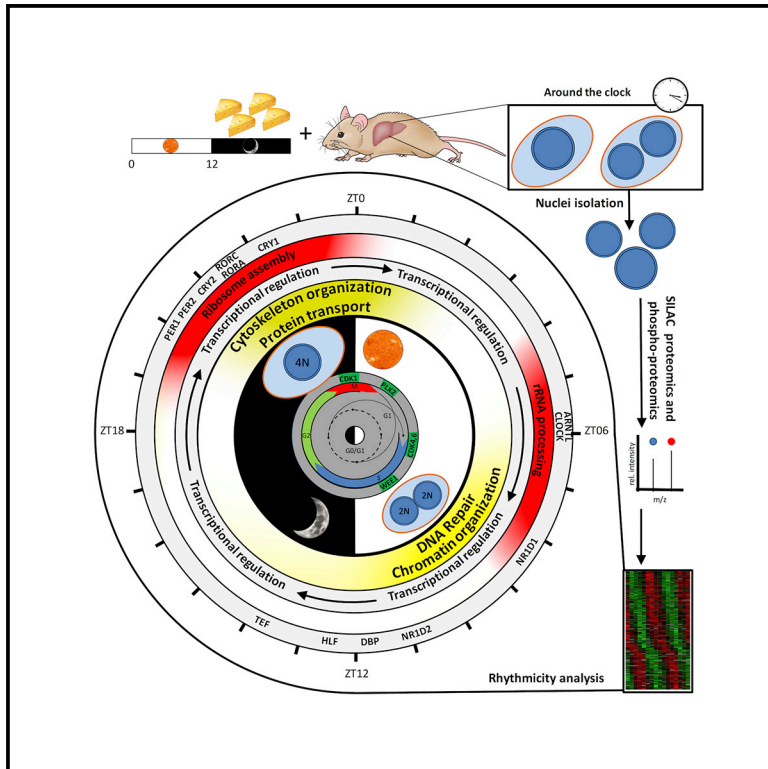 Around the clock
0
12
+
Nuclei isolation
SILAC proteomics and
phospho-proteomics
rel. intensity
m/z
Rhythmicity analysis
ZT0
ZT06
ZT12
ZT18
CRY1
RORC
RORA
CRY2
PER2
PER1
ARNTL
CLOCK
NR1D1
NR1D2
DBP
HLF
TEF
Ribosome assembly
rRNA processing
Transcriptional regulation
Transcriptional regulation
Transcriptional regulation
Transcriptional regulation
Cytoskeleton organization
Protein transport
DNA Repair
Chromatin organization
4N
2N
2N
CDK1
PLK2
CDK4,6
WEE1
M
G1
G2
S
G0/G1